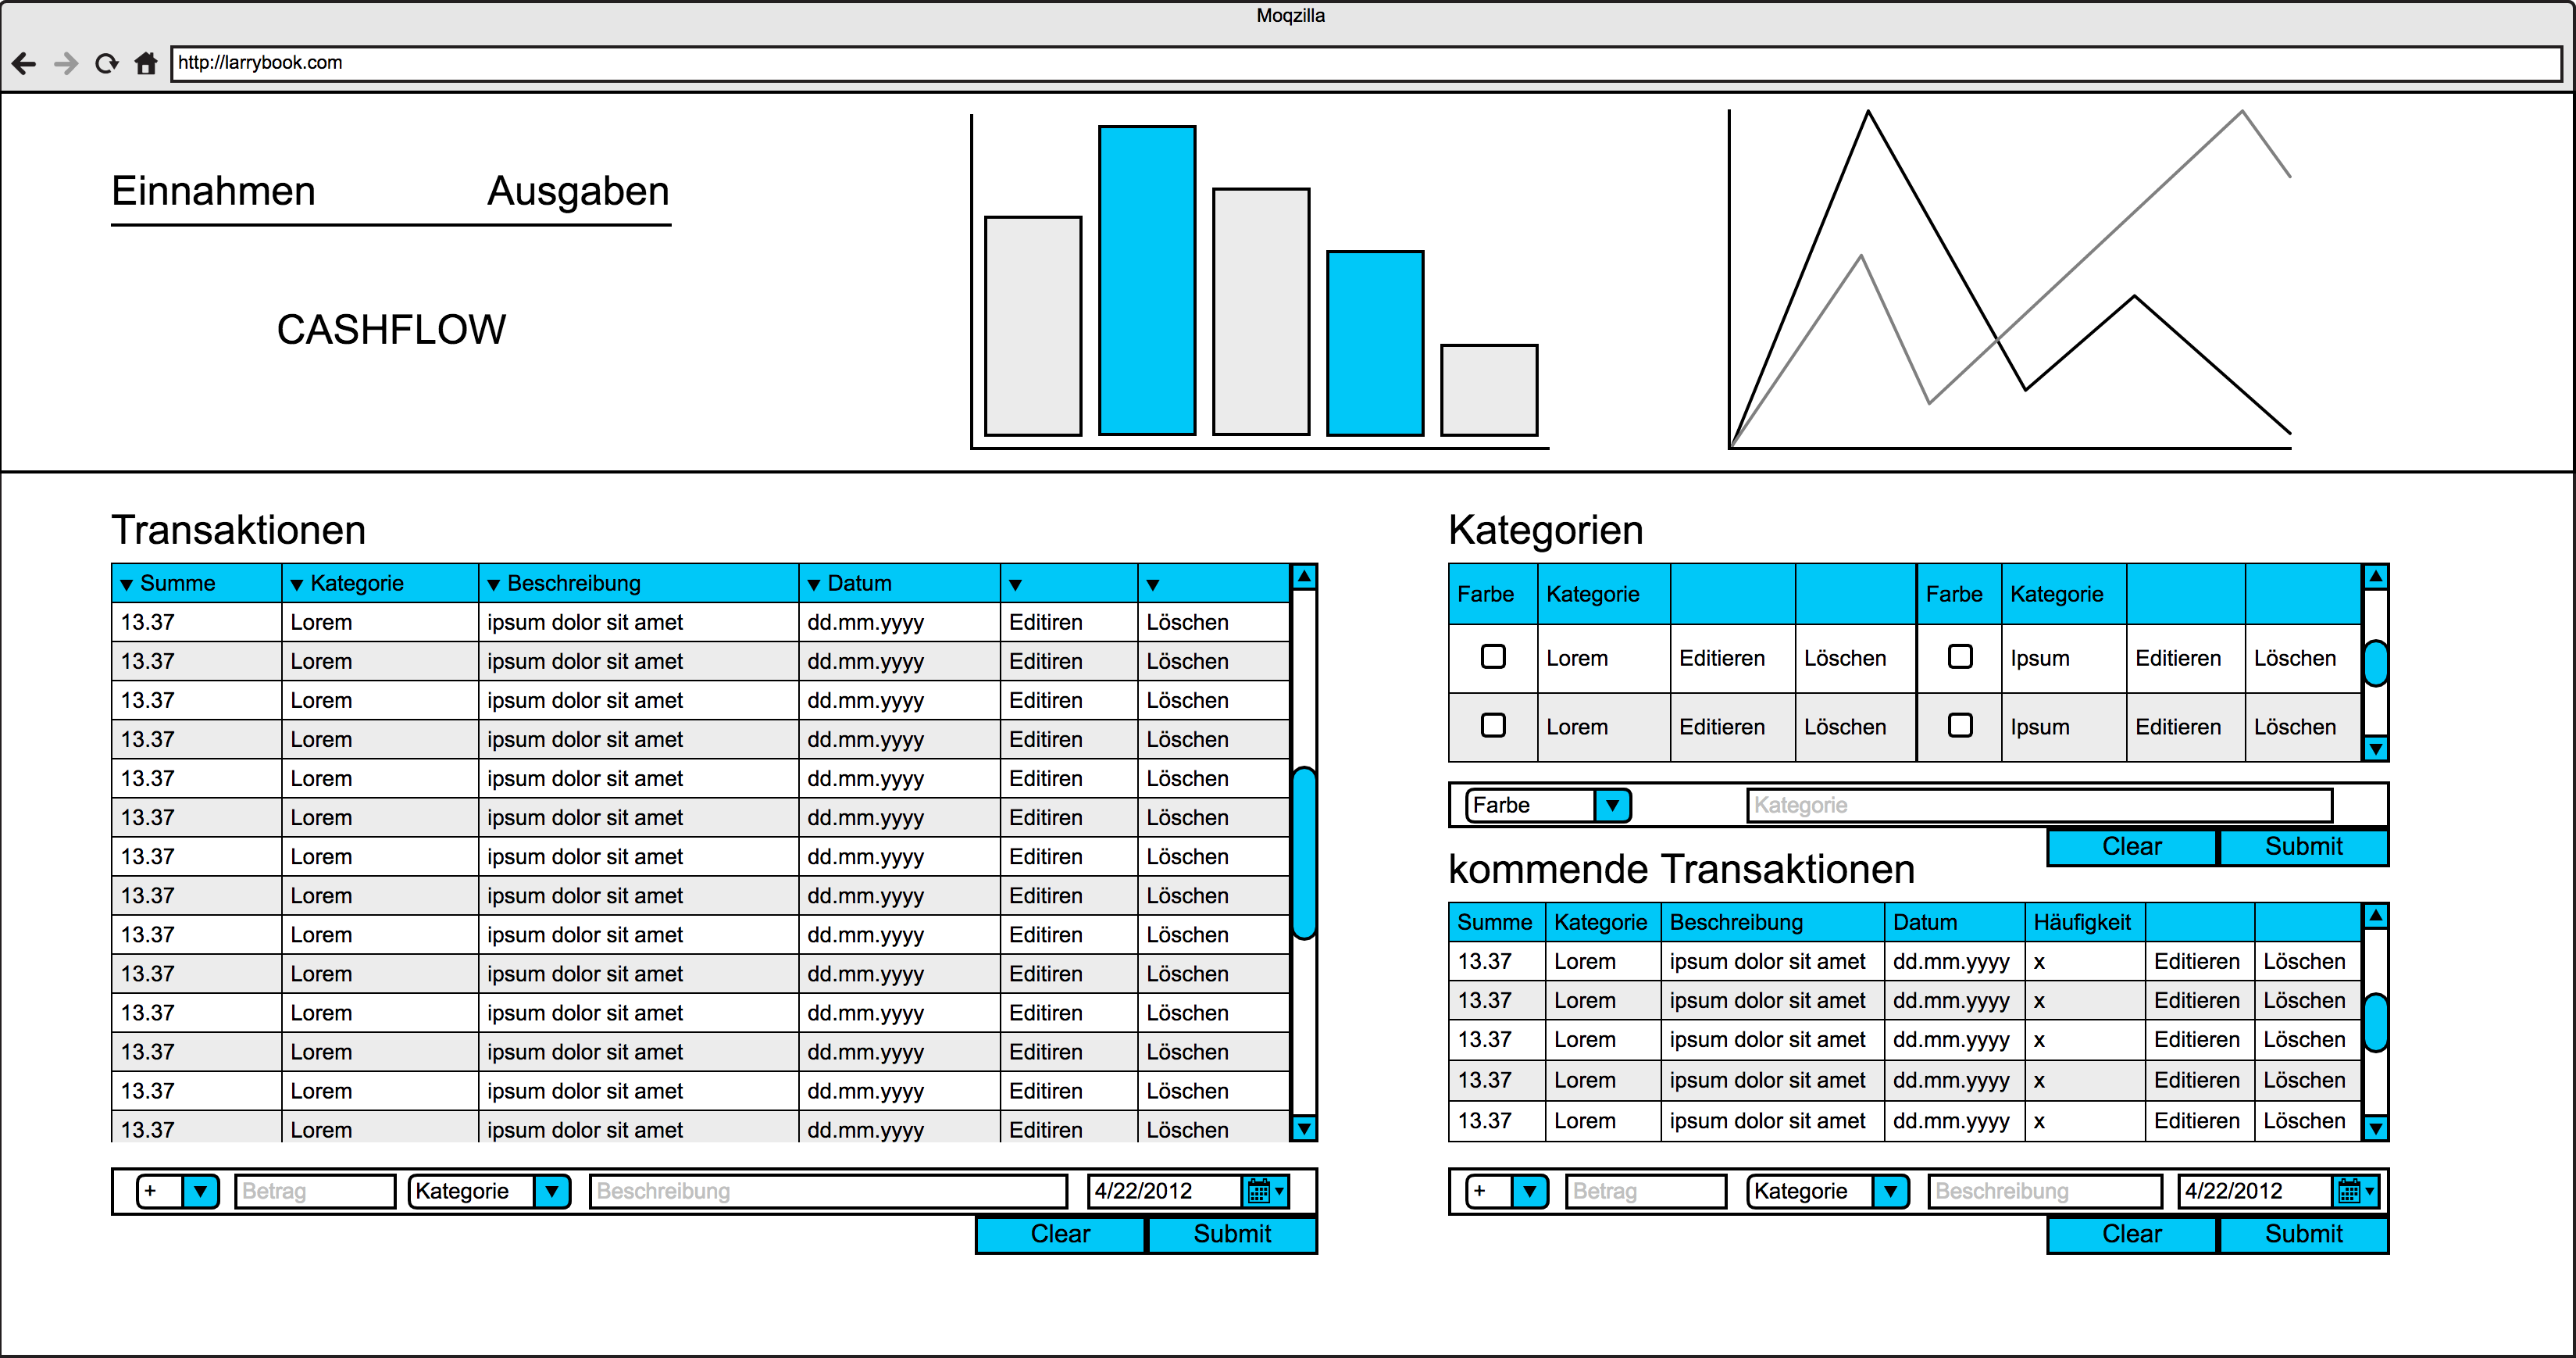 Moqzilla
http://larrybook.com
Einnahmen Ausgaben
CASHFLOW
Transaktionen
Summe Kategorie Beschreibung Datum
13.37 Lorem ipsum dolor sit amet dd.mm.yyyy Editiren Löschen
13.37 Lorem ipsum dolor sit amet dd.mm.yyyy Editiren Löschen
13.37 Lorem ipsum dolor sit amet dd.mm.yyyy Editiren Löschen
13.37 Lorem ipsum dolor sit amet dd.mm.yyyy Editiren Löschen
13.37 Lorem ipsum dolor sit amet dd.mm.yyyy Editiren Löschen
13.37 Lorem ipsum dolor sit amet dd.mm.yyyy Editiren Löschen
13.37 Lorem ipsum dolor sit amet dd.mm.yyyy Editiren Löschen
13.37 Lorem ipsum dolor sit amet dd.mm.yyyy Editiren Löschen
13.37 Lorem ipsum dolor sit amet dd.mm.yyyy Editiren Löschen
13.37 Lorem ipsum dolor sit amet dd.mm.yyyy Editiren Löschen
13.37 Lorem ipsum dolor sit amet dd.mm.yyyy Editiren Löschen
13.37 Lorem ipsum dolor sit amet dd.mm.yyyy Editiren Löschen
13.37 Lorem ipsum dolor sit amet dd.mm.yyyy Editiren Löschen
13.37 Lorem ipsum dolor sit amet dd.mm.yyyy Editiren Löschen
+ Betrag Kategorie Beschreibung 4/22/2012
Clear Submit
Kategorien
Farbe Kategorie Farbe Kategorie
Lorem Editieren Löschen Ipsum Editieren Löschen
Lorem Editieren Löschen Ipsum Editieren Löschen
Farbe Kategorie
Clear Submit
kommende Transaktionen
Summe Kategorie Beschreibung Datum Häufigkeit
13.37 Lorem ipsum dolor sit amet dd.mm.yyyy x Editieren Löschen
13.37 Lorem ipsum dolor sit amet dd.mm.yyyy x Editieren Löschen
13.37 Lorem ipsum dolor sit amet dd.mm.yyyy x Editieren Löschen
13.37 Lorem ipsum dolor sit amet dd.mm.yyyy x Editieren Löschen
13.37 Lorem ipsum dolor sit amet dd.mm.yyyy x Editieren Löschen
+ Betrag Kategorie Beschreibung 4/22/2012
Clear Submit